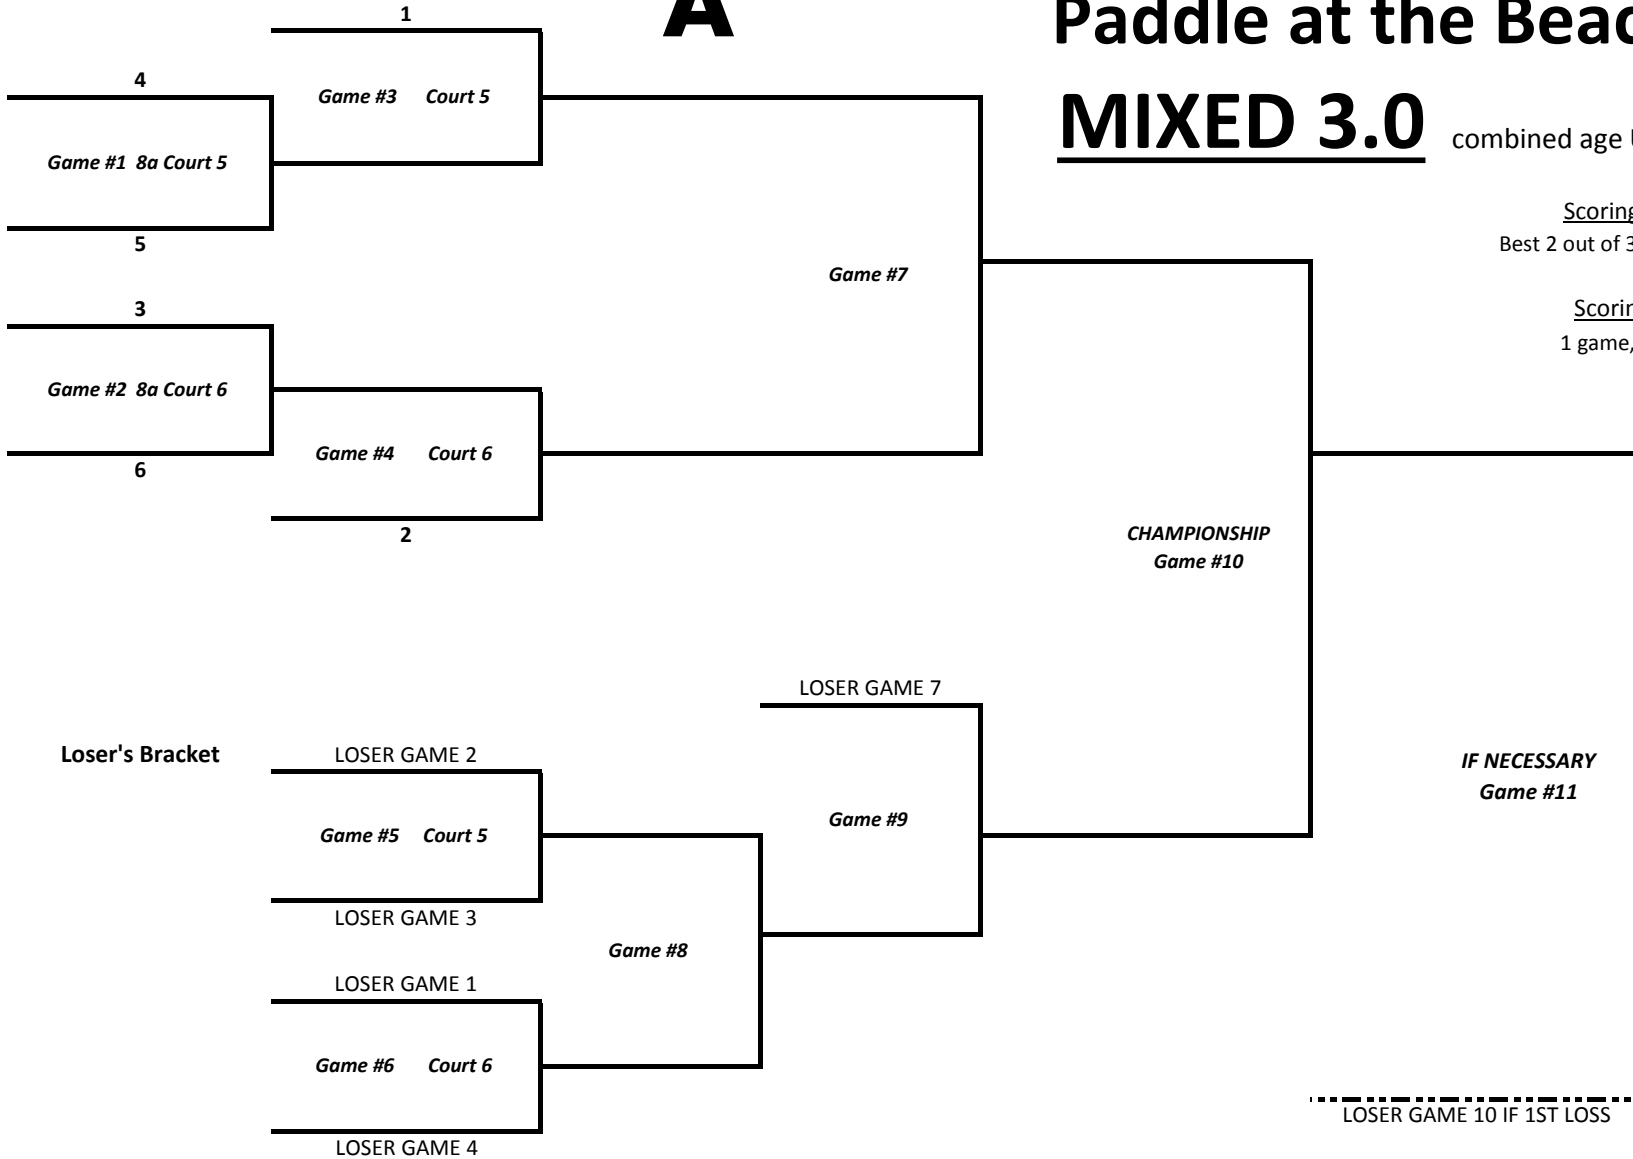 A
Paddle at the
MIXED 3.0 combined age
Best 2 out of 3
1 game,
1
4
Game #3 Court 5
Game #1 8a Court 5
5
Game #7
3
Game #2 8a Court 6
Game #4 Court 6
6
2
CHAMPIONSHIP
Game #10
LOSER GAME 7
Loser's Bracket
LOSER GAME 2
IF NECESSARY
Game #11
Game #9
Game #5 Court 5
LOSER GAME 3
Game #8
LOSER GAME 1
Game #6 Court 6
LOSER GAME 10 IF 1ST LOSS
LOSER GAME 4